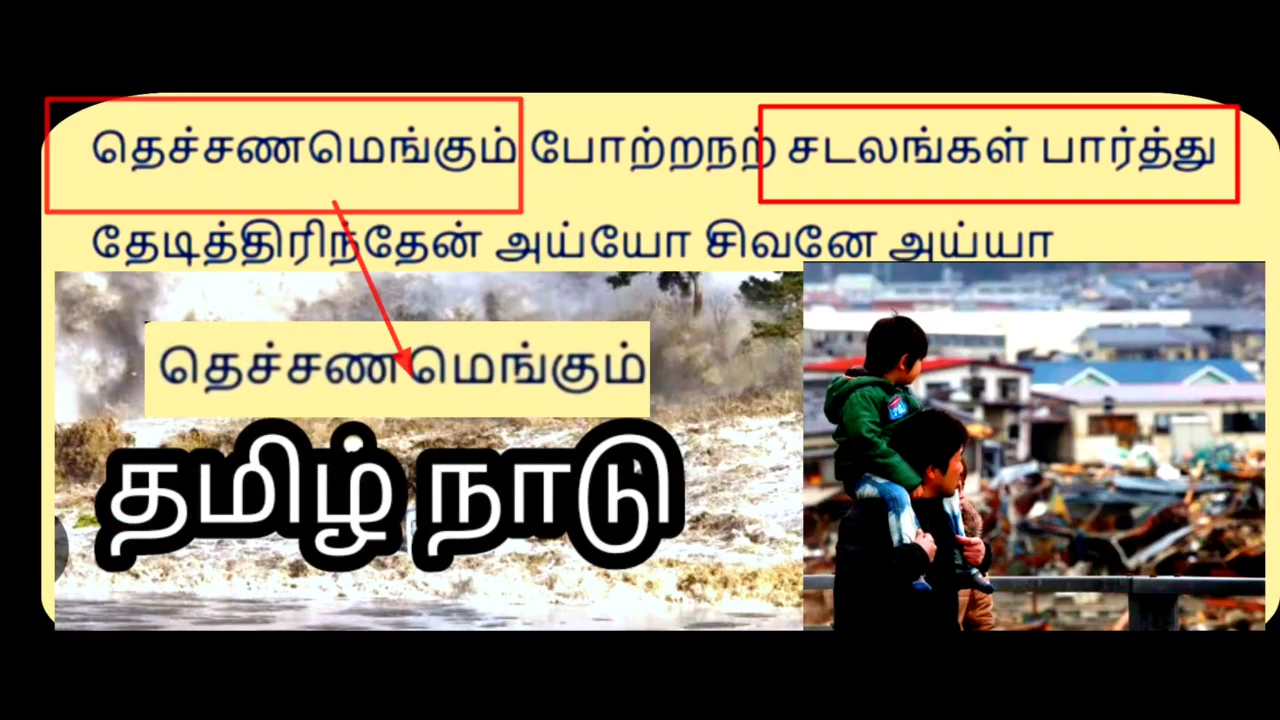 தெச்சணமெங்கும் போற்றநற் சடலங்கள் பார்த்து
தேடித்திரிந்தேன் அய்யோ சிவனே அய்யா
தெச்சணமெங்கும்
தமிழ் நாடு